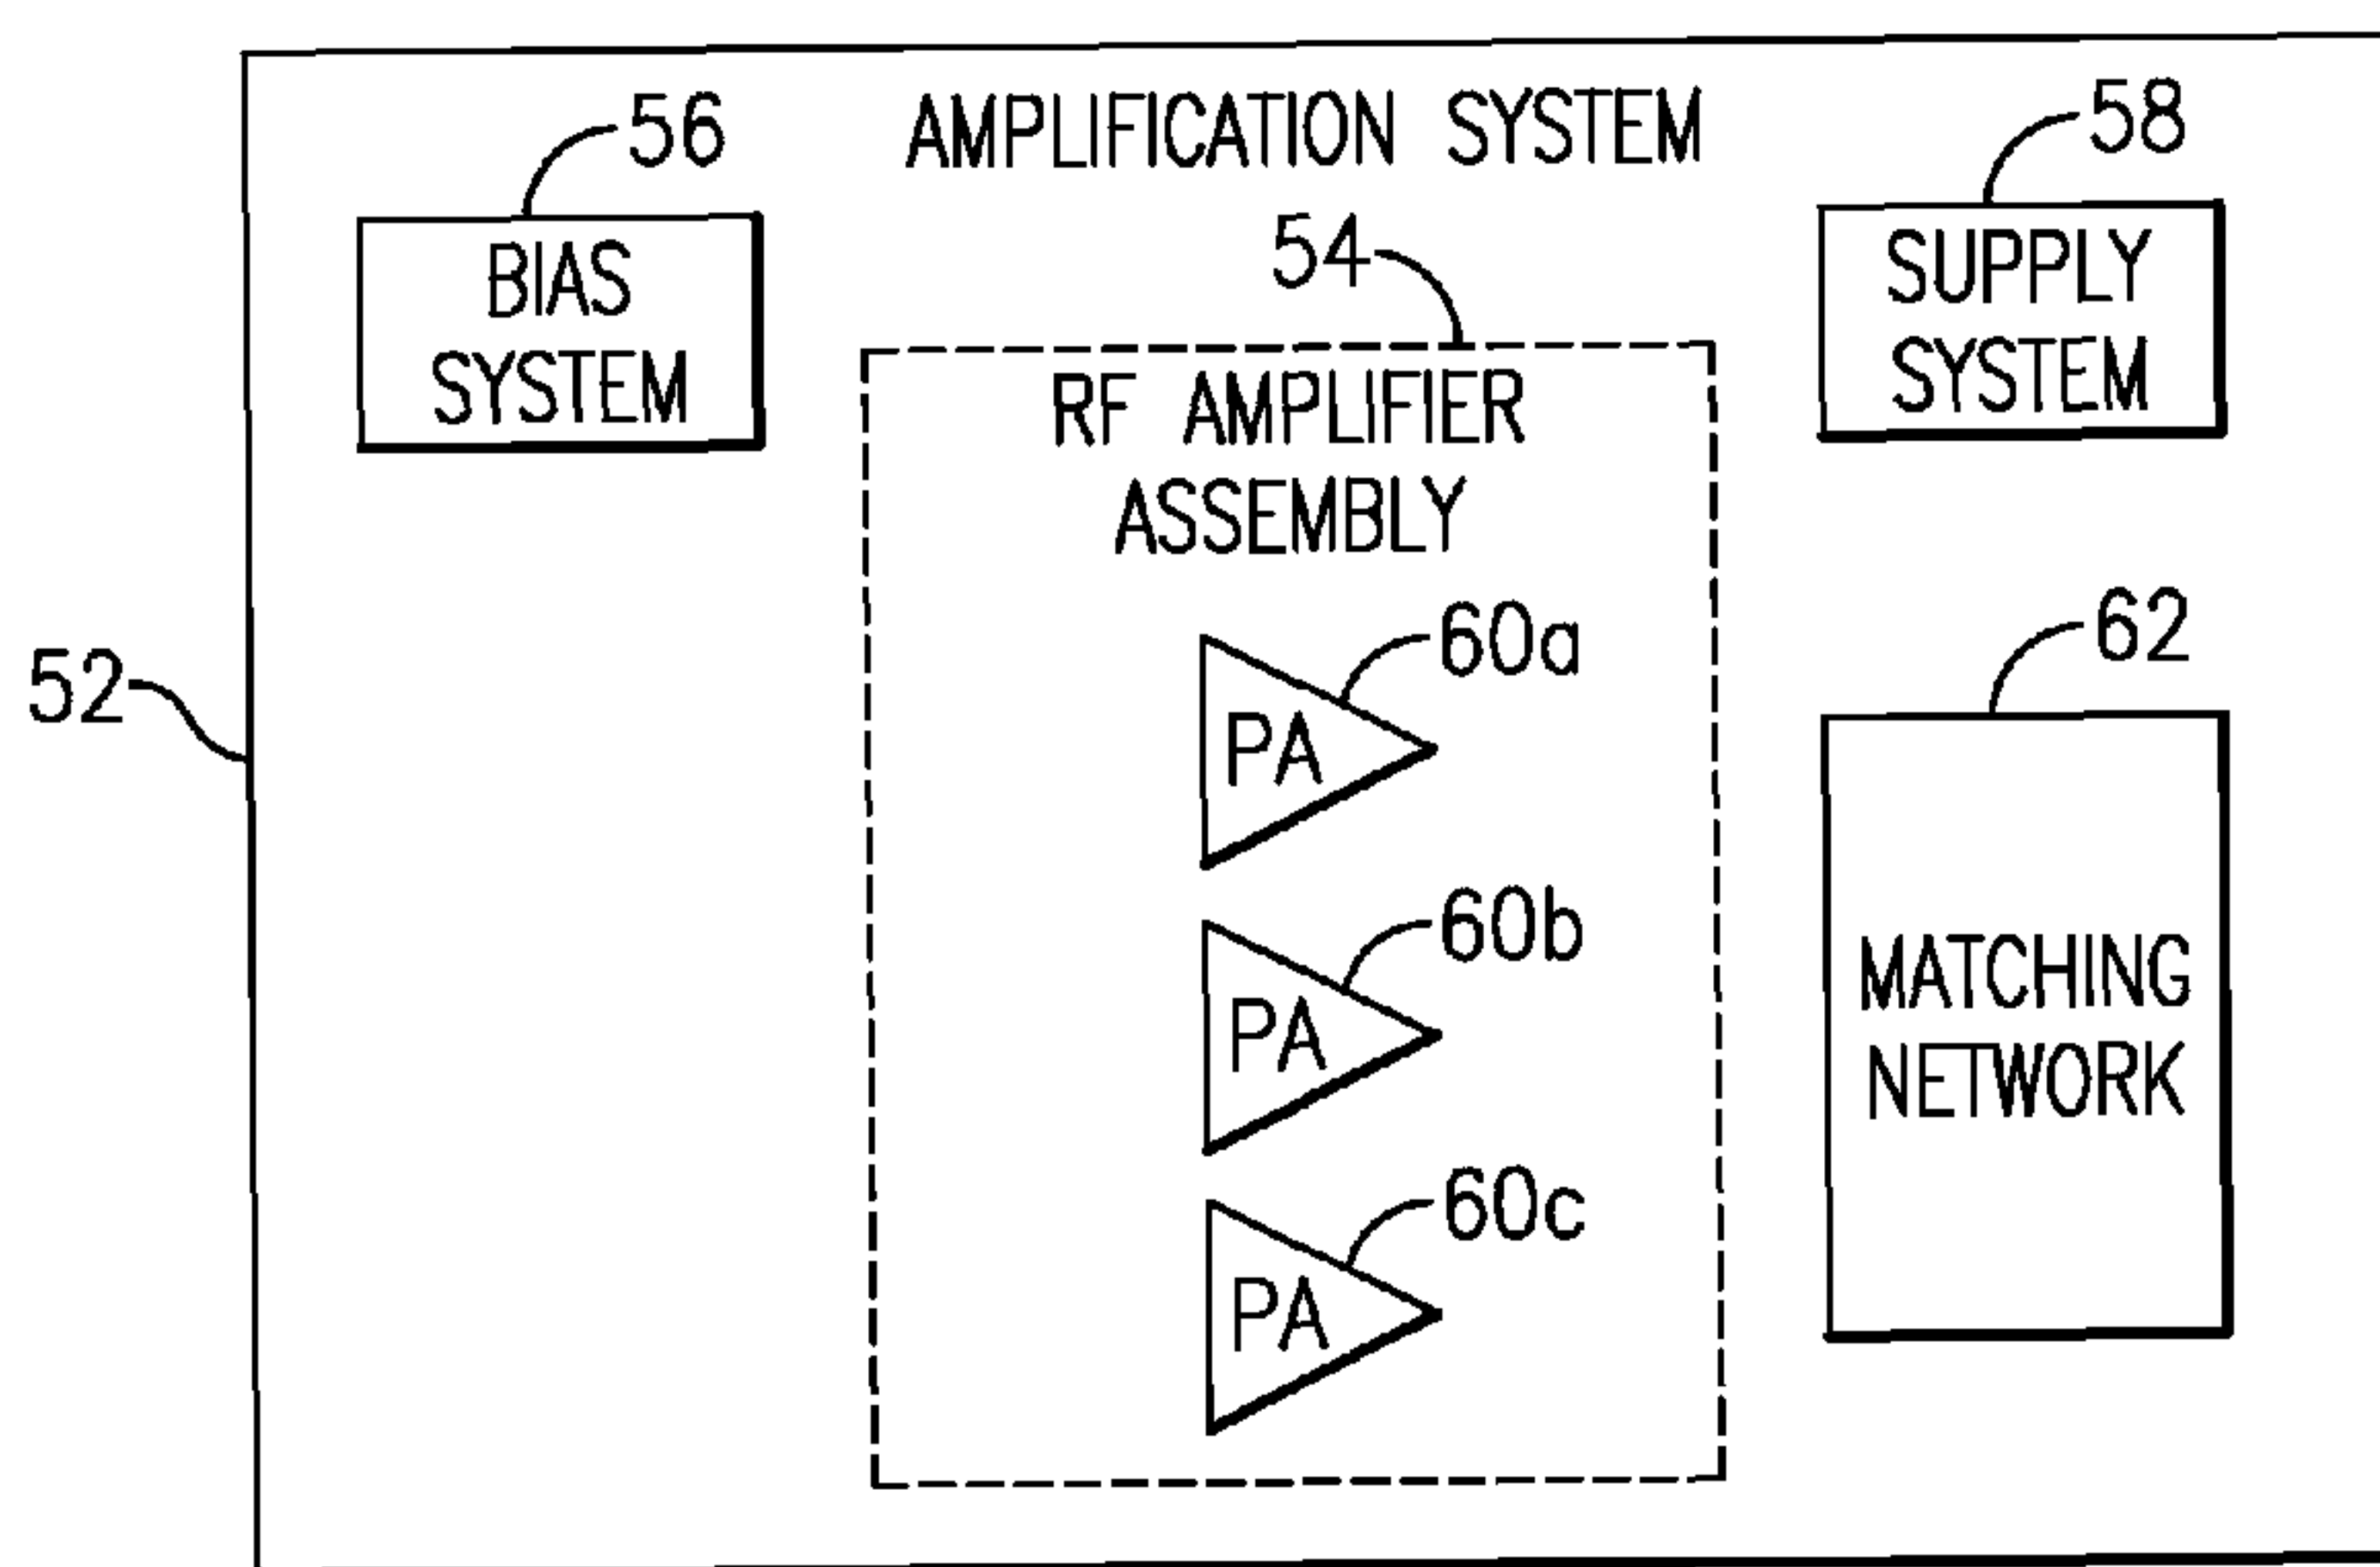 AMPLIFICATION SYSTEM
56
58
BIAS
SYSTEM
54
SUPPLY
SYSTEM
RF AMPLIFIER
ASSEMBLY
52
60a
PA
62
60b
PA
MATCHING
NETWORK
60c
PA